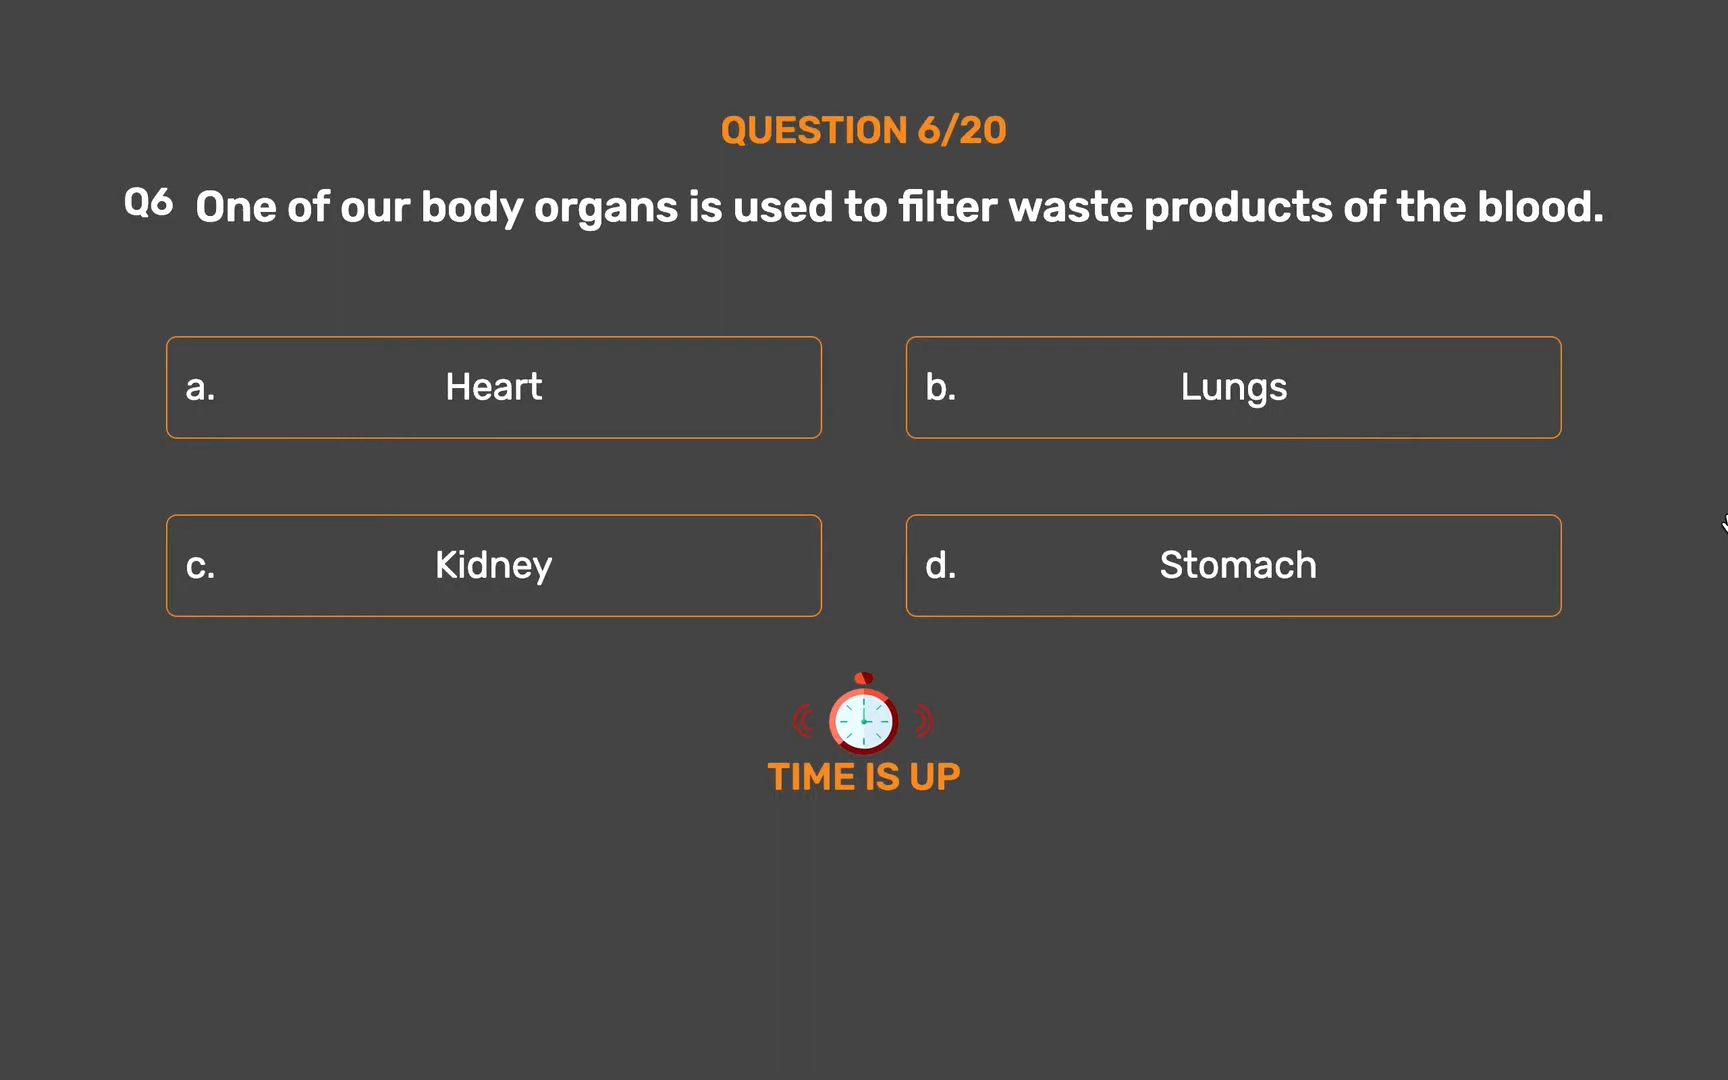 QUESTION 6/20
Q6 One of our body organs is used to filter waste products of the blood.
a. Heart
b. Lungs
c. Kidney
d. Stomach
TIME IS UP